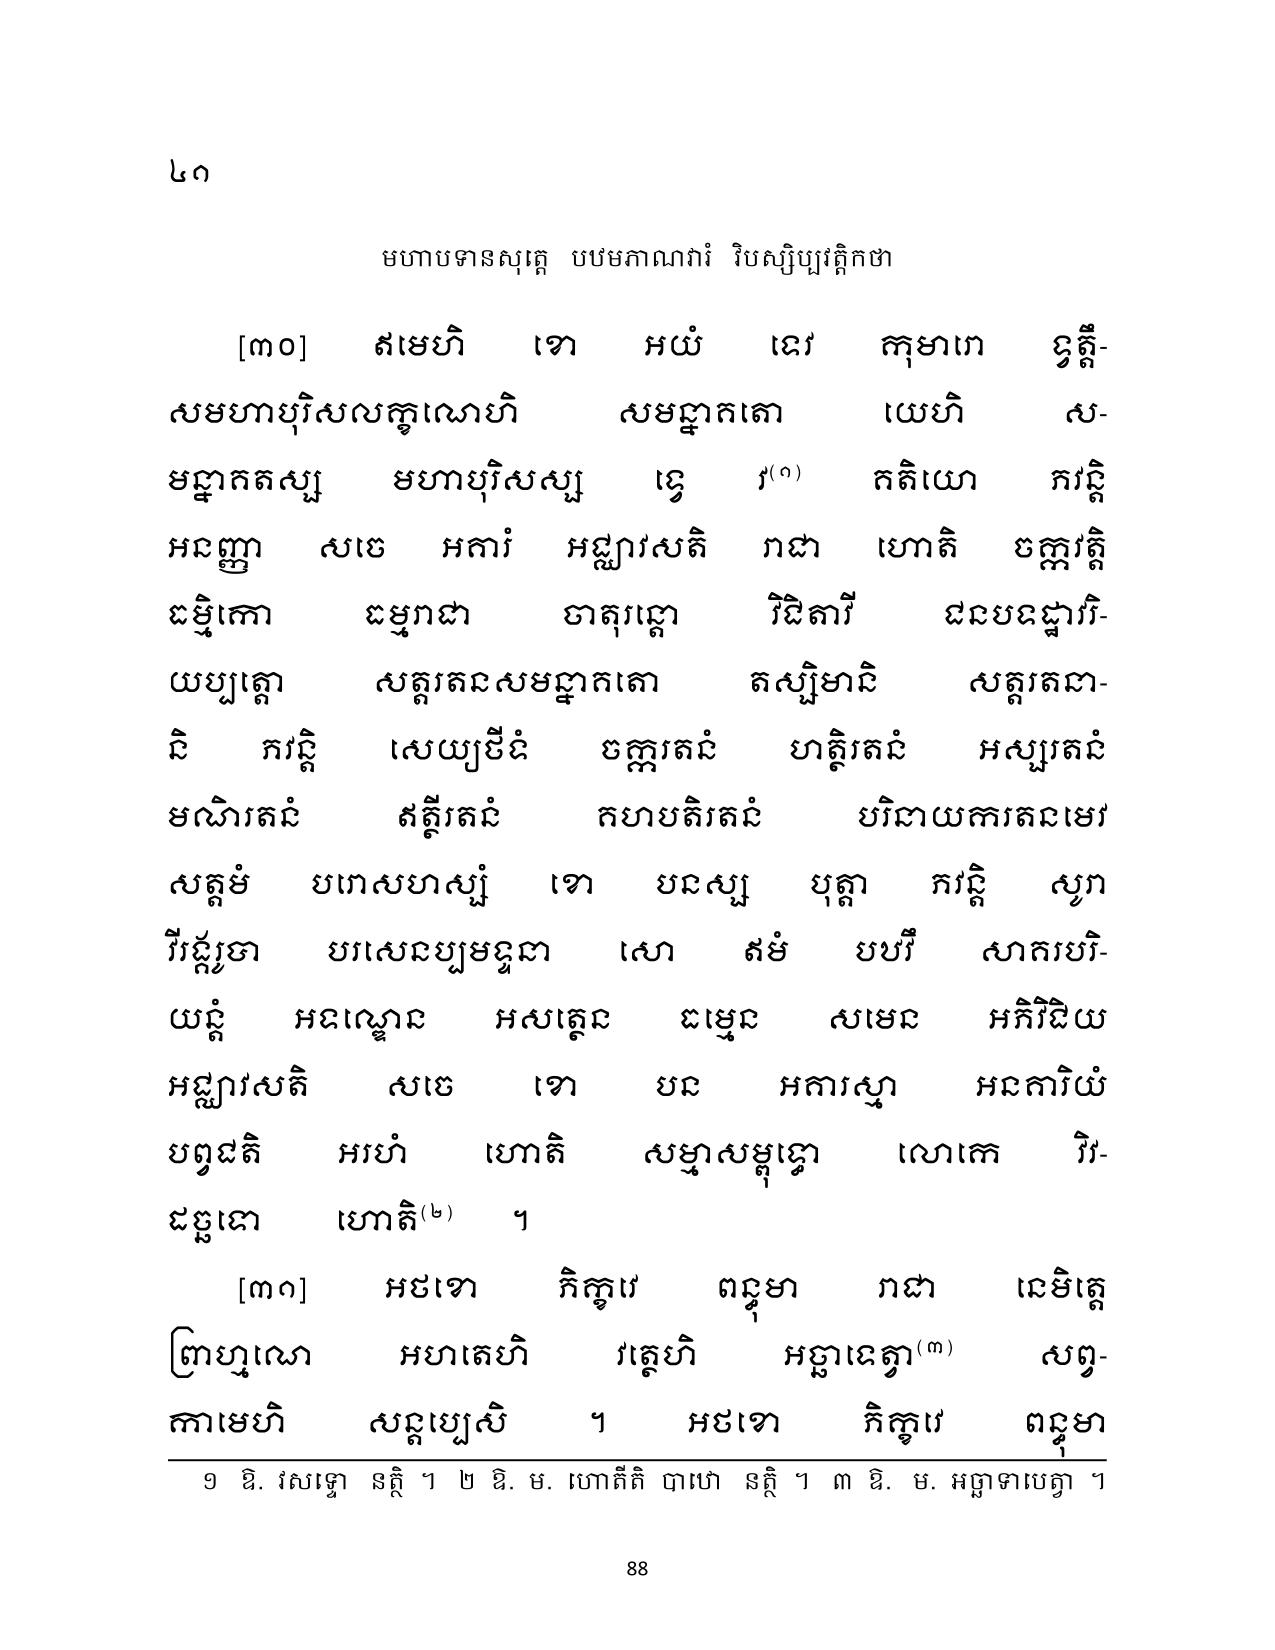 ៤១
មហាបទានសុត្តេ បឋមភាណវារំ វិបស្សិប្បវត្តិកថា
[៣០] ឥមេហិ ខោ អយំ ទេវ កុមារោ ទ្វត្តឹ-
សមហាបុរិសលក្ខណេហិ សមន្នាគតោ យេហិ ស-
មន្នាគតស្ស មហាបុរិសស្ស ទ្វេ វ(១) គតិយោ ភវន្តិ
អនញ្ញា សចេ អគារំ អជ្ឈាវសតិ រាជា ហោតិ ចក្កវត្តិ
ធម្មិកោ ធម្មរាជា ចាតុរន្តោ វិជិតាវី ជនបទដ្ឋាវរិ-
យប្បត្តោ សត្តរតនសមន្នាគតោ តស្សិមានិ សត្តរតនា-
និ ភវន្តិ សេយ្យថីទំ ចក្ករតនំ ហត្ថិរតនំ អស្សរតនំ
មណិរតនំ ឥត្ថីរតនំ គហបតិរតនំ បរិនាយករតនមេវ
សត្តមំ បរោសហស្សំ ខោ បនស្ស បុត្តា ភវន្តិ សូរា
វីរង្គរូបា បរសេនប្បមទ្ទនា សោ ឥមំ បឋវឹ សាគរបរិ-
យន្តំ អទណ្ឌេន អសត្ថេន ធម្មេន សមេន អភិវិជិយ
អជ្ឈាវសតិ សចេ ខោ បន អគារស្មា អនគារិយំ
បព្វជតិ អរហំ ហោតិ សម្មាសម្ពុទ្ធោ លោកេ វិវ-
ដច្ឆទោ ហោតិ(២) ។
[៣១] អថខោ ភិក្ខវេ ពន្ធុមា រាជា នេមិត្តេ
ព្រាហ្មណេ អហតេហិ វត្ថេហិ អច្ឆាទេត្វា(៣) សព្វ-
កាមេហិ សន្តប្បេសិ ។ អថខោ ភិក្ខវេ ពន្ធុមា
១ ឱ. វសទ្ទោ នត្ថិ ។ ២ ឱ. ម. ហោតីតិ បាឋោ នត្ថិ ។ ៣ ឱ. ម. អច្ឆាទាបេត្វា ។
88